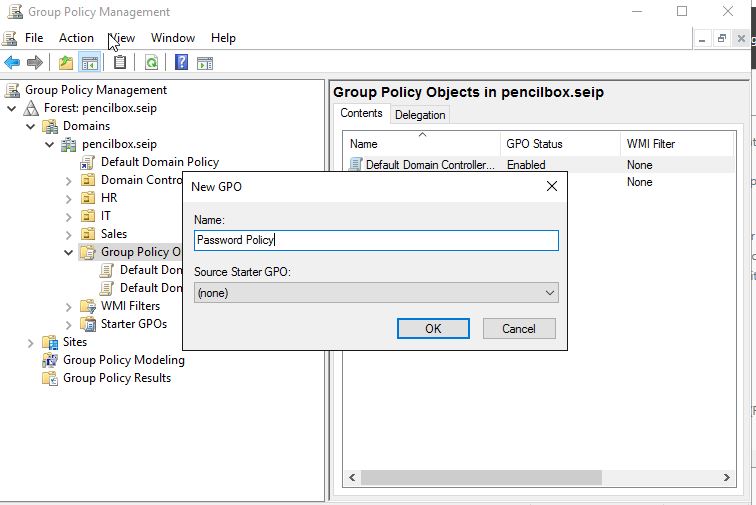 Group Policy Management
File Action View Window Help
Group Policy Management
Forest: pencilbox.seip
Domains
pencilbox.seip
Default Domain Policy
Domain Contro
HR
IT
Sales
Group Policy O
Default Don
Default Don
WMI Filters
Starter GPOs
Sites
Group Policy Modeling
Group Policy Results
Group Policy Objects in pencilbox.seip
Contents Delegation
Name GPO Status WMI Filter
Default Domain Controller... Enabled None
None
New GPO
Name:
Password Policy
Source Starter GPO:
(none)
OK Cancel